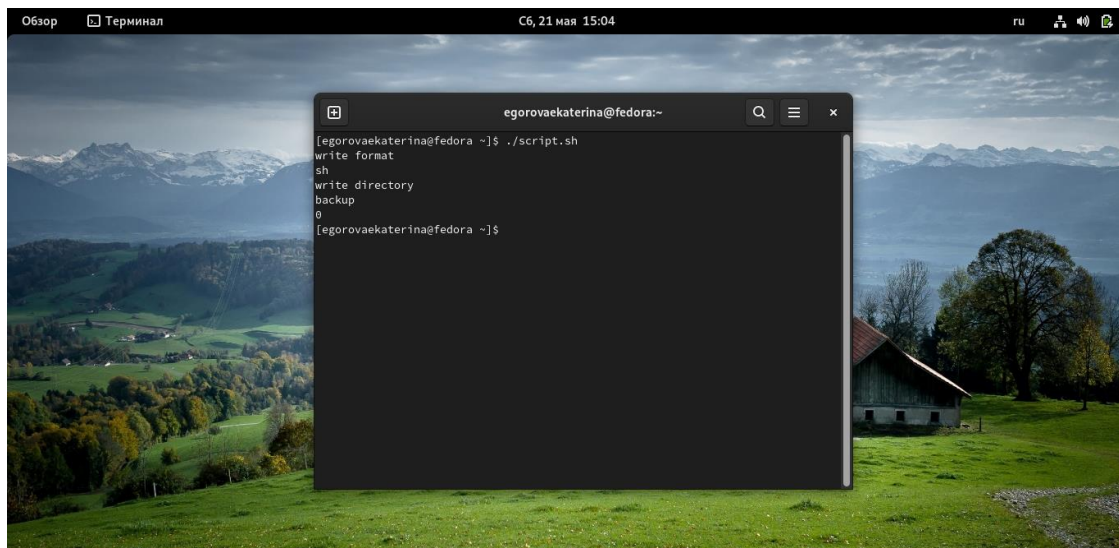 Обзор Терминал Сб, 21 мая 15:04 ru
egorovaekaterina@fedora:~
[egorovaekaterina@fedora ~]$ ./script.sh
write format
sh
write directory
backup
0
[egorovaekaterina@fedora ~]$